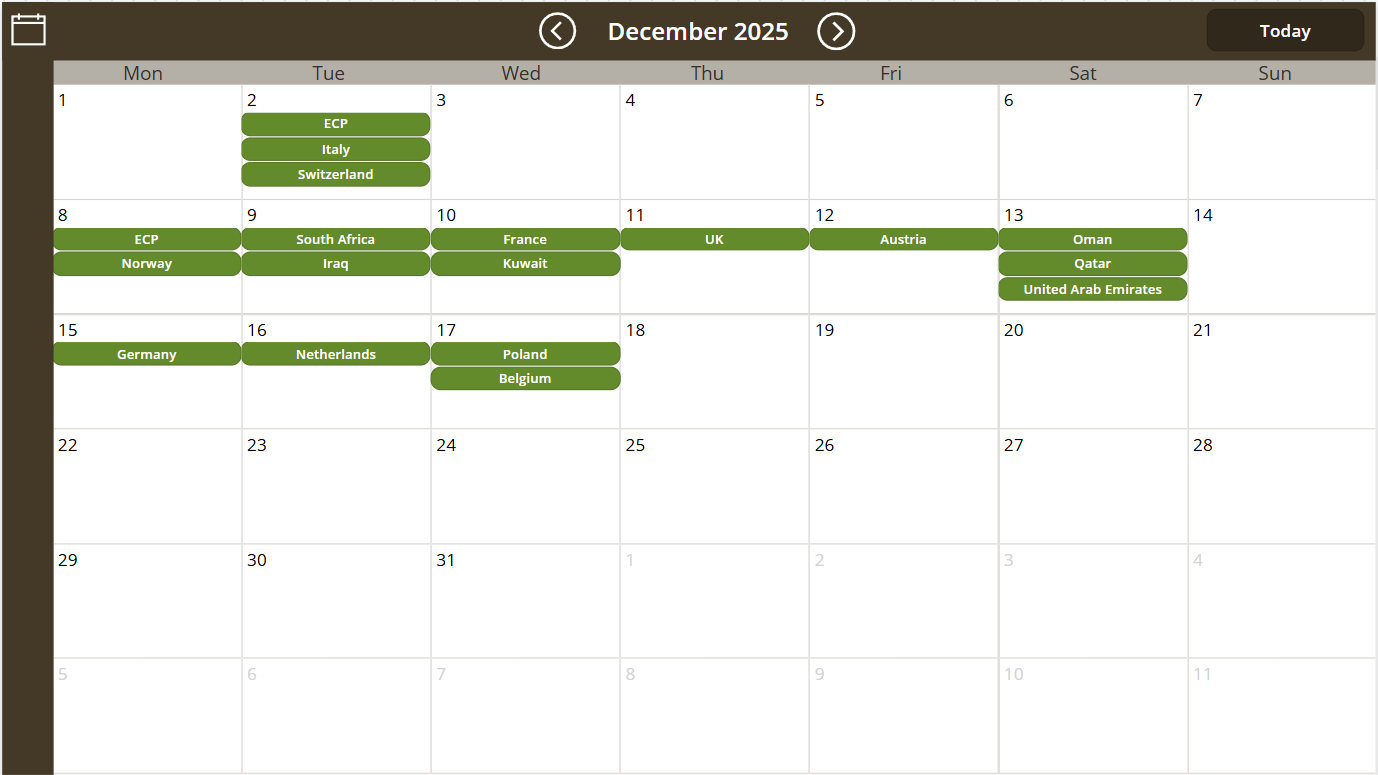 December 2025
Today
Mon Tue Wed Thu Fri Sat Sun
1 2 3 4 5 6 7
ECP
Italy
Switzerland
8 9 10 11 12 13 14
ECP South Africa France UK Austria Oman
Norway Iraq Kuwait Qatar
United Arab Emirates
15 16 17 18 19 20 21
Germany Netherlands Poland
Belgium
22 23 24 25 26 27 28
29 30 31 1 2 3 4
5 6 7 8 9 10 11